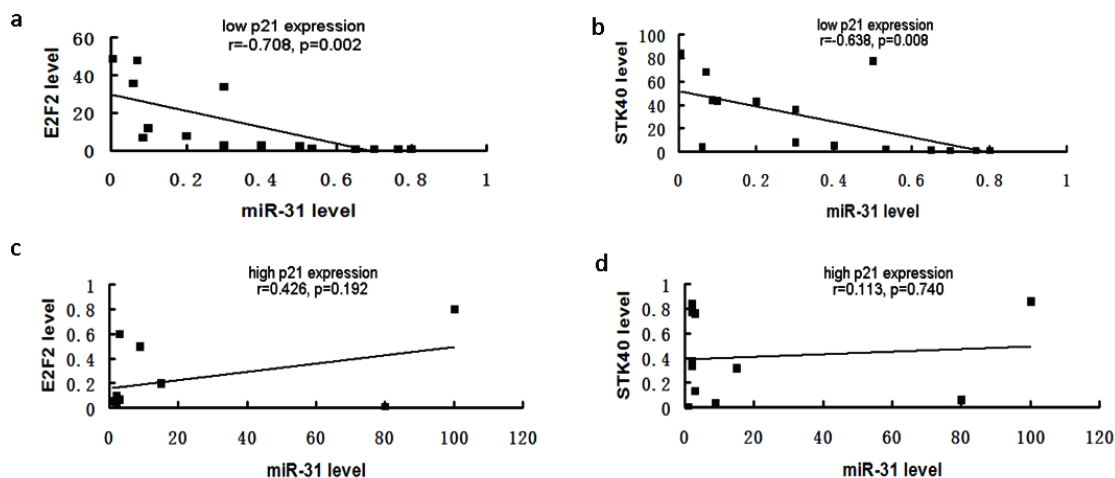 a
low p21 expression
r=-0.708, p=0.002
E2F2 level
60
40
20
0
0 0.2 0.4 0.6 0.8 1
miR-31 level
b
low p21 expression
r=-0.638, p=0.008
STK40 level
100
80
60
40
20
0
0 0.2 0.4 0.6 0.8 1
miR-31 level
c
high p21 expression
r=0.426, p=0.192
E2F2 level
1
0.8
0.6
0.4
0.2
0
0 20 40 60 80 100 120
miR-31 level
d
high p21 expression
r=0.113, p=0.740
STK40 level
1
0.8
0.6
0.4
0.2
0
0 20 40 60 80 100 120
miR-31 level